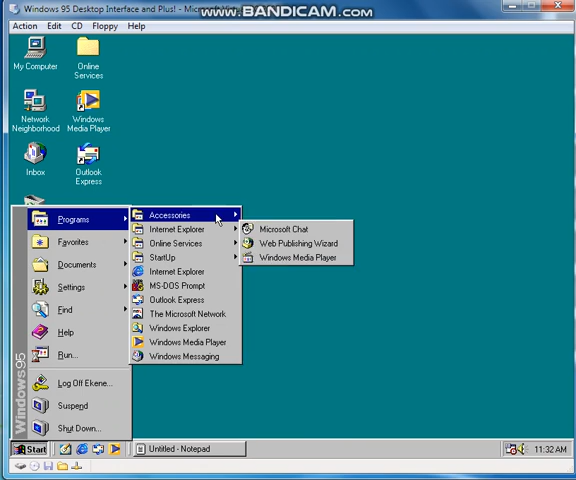 Windows 95 Desktop Interface and Plus! - Microsoft Virt
www.BANDICAM.com
Action Edit CD Floppy Help
My Computer
Online Services
Network Neighborhood
Windows Media Player
Inbox
Outlook Express
Programs
Favorites
Documents
Settings
Find
Help
Run...
Log Off Ekene...
Suspend
Shut Down...
Windows95
Accessories
Internet Explorer
Online Services
StartUp
Internet Explorer
MS-DOS Prompt
Outlook Express
The Microsoft Network
Windows Explorer
Windows Media Player
Windows Messaging
Microsoft Chat
Web Publishing Wizard
Windows Media Player
Start
Untitled - Notepad
11:32 AM